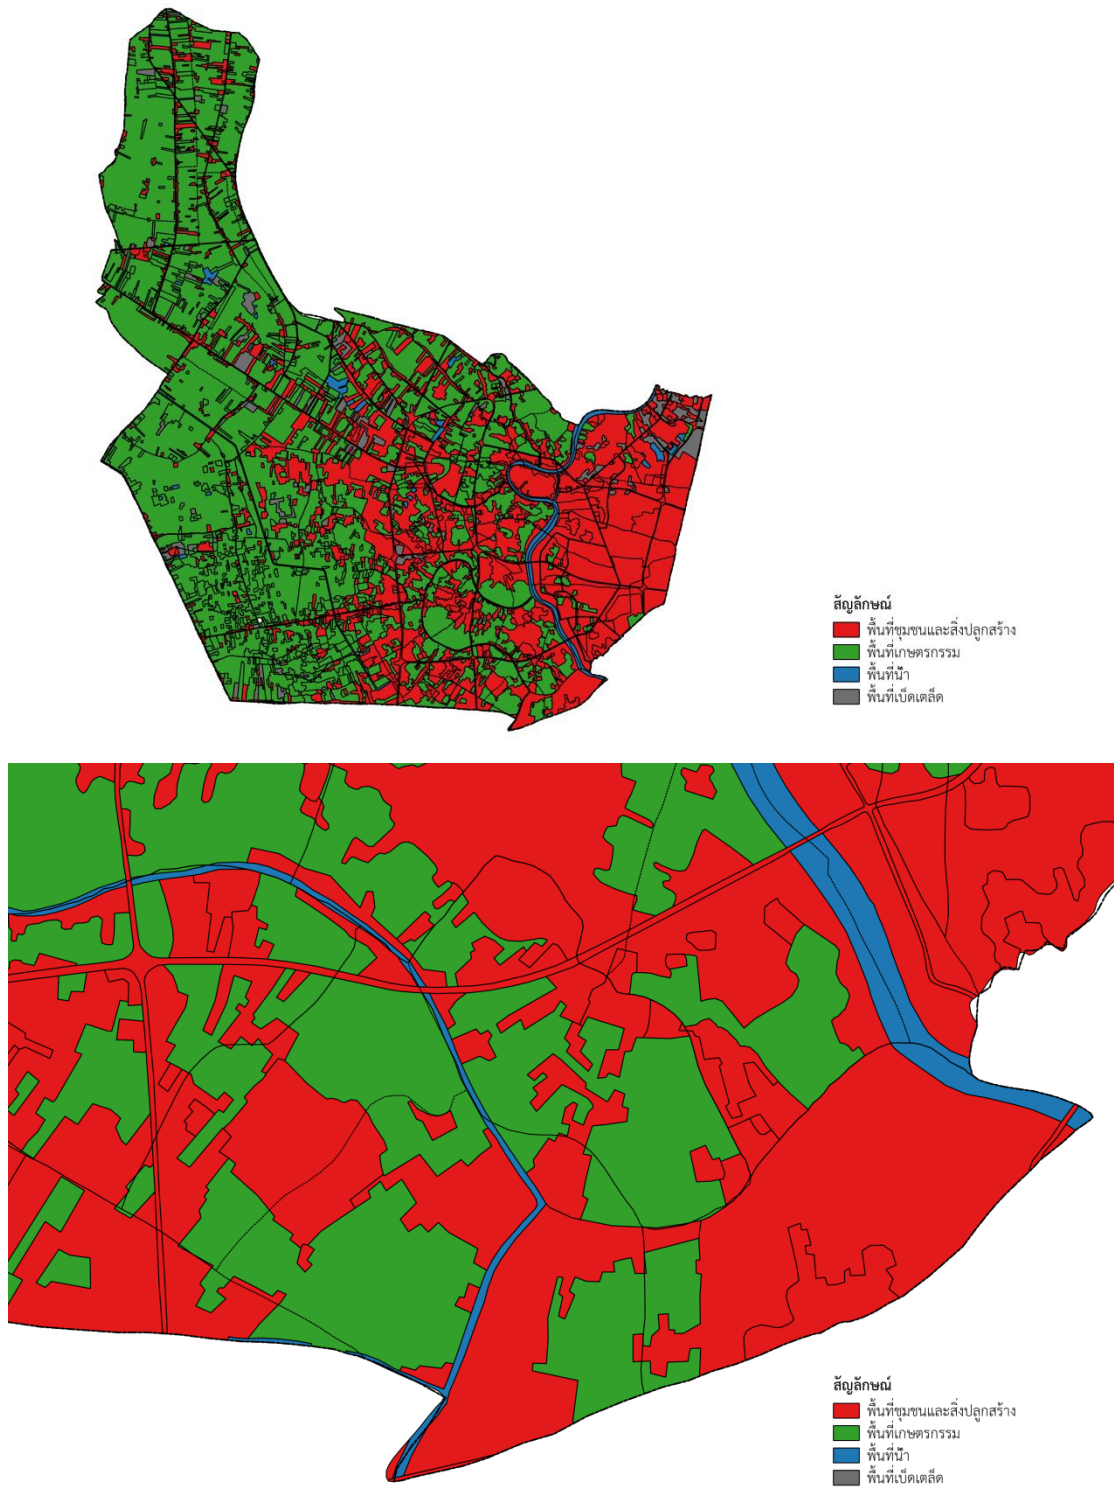 สัญลักษณ์
พื้นที่ชุมชนและสิ่งปลูกสร้าง
พื้นที่เกษตรกรรม
พื้นที่น้ำ
พื้นที่เบ็ดเตล็ด
สัญลักษณ์
พื้นที่ชุมชนและสิ่งปลูกสร้าง
พื้นที่เกษตรกรรม
พื้นที่น้ำ
พื้นที่เบ็ดเตล็ด